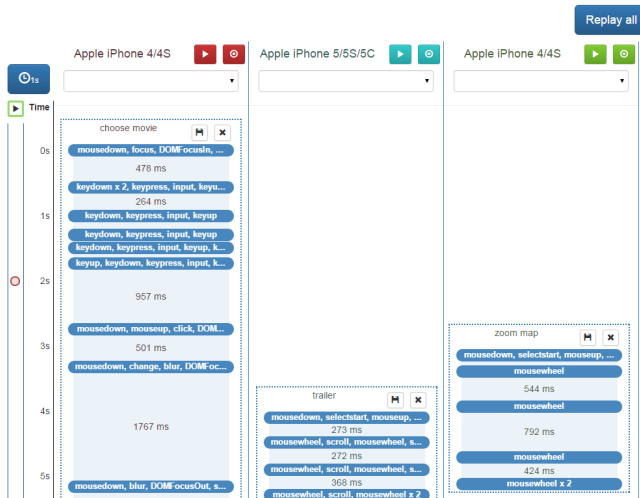 Replay all
Apple iPhone 4/4S
Apple iPhone 5/5S/5C
Apple iPhone 4/4S
1s
Time
choose movie
0s
mousedown, focus, DOMFocusIn, ...
478 ms
keydown x 2, keypress, input, keyu...
264 ms
1s
keydown, keypress, input, keyup
keydown, keypress, input, keyup
keydown, keypress, input, keyup, k...
keyup, keydown, keypress, input, k...
2s
957 ms
mousedown, mouseup, click, DOM...
3s
501 ms
mousedown, change, blur, DOMFoc...
4s
1767 ms
5s
mousedown, blur, DOMFocusOut, s...
trailer
mousedown, selectstart, mouseup, ...
273 ms
mousewheel, scroll, mousewheel, s...
272 ms
mousewheel, scroll, mousewheel, s...
368 ms
mousewheel, scroll, mousewheel x 2
zoom map
mousedown, selectstart, mouseup, ...
mousewheel
544 ms
mousewheel
792 ms
mousewheel
424 ms
mousewheel x 2